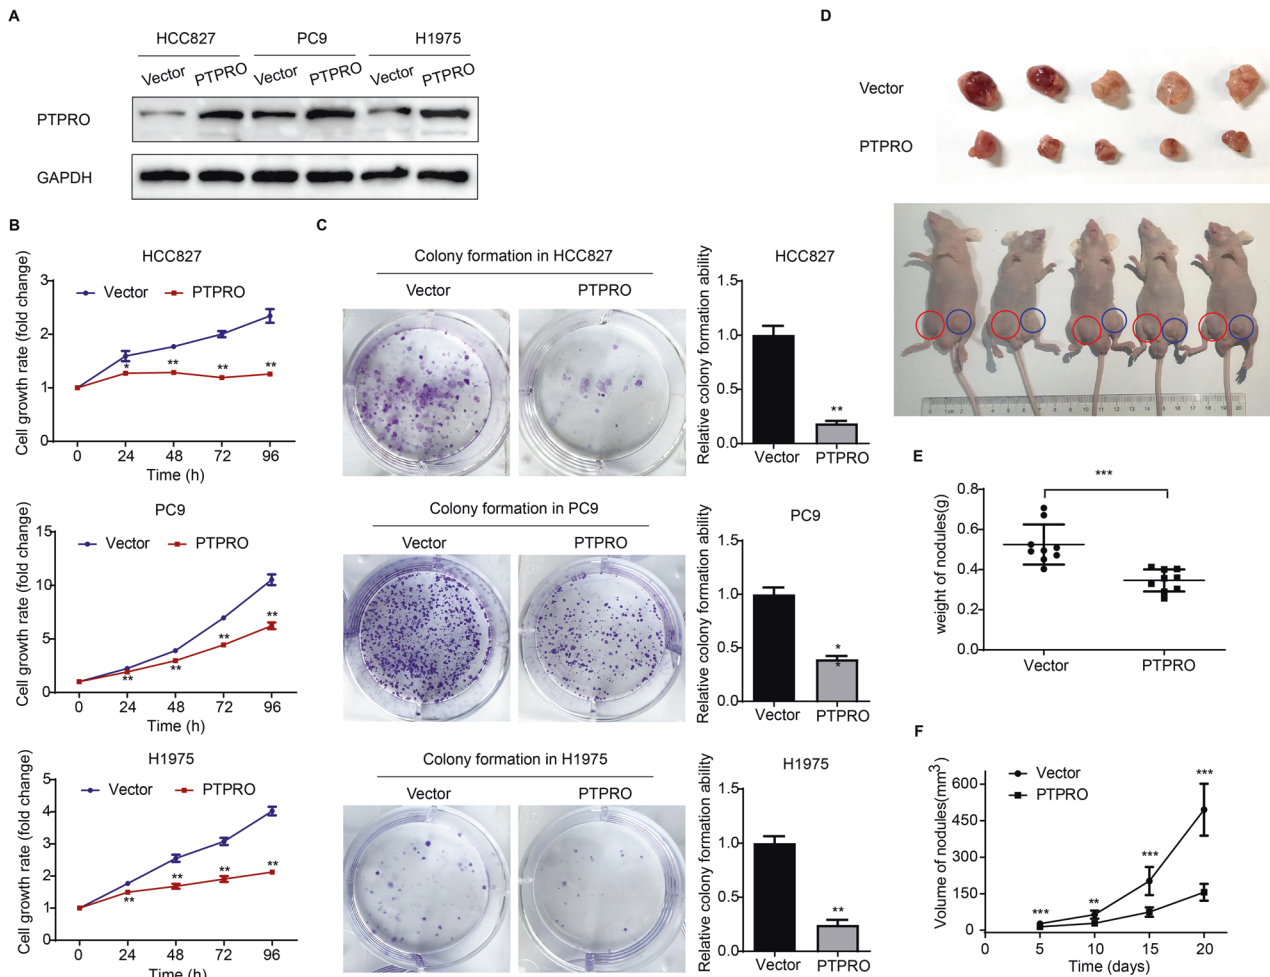 A
HCC827 PC9 H1975
Vector PTPRO Vector PTPRO Vector PTPRO
PTPRO
GAPDH
B
HCC827
Cell growth rate (fold change)
3
2
1
0
Vector PTPRO
* ** ** **
0 24 48 72 96
Time (h)
PC9
Cell growth rate (fold change)
15
10
5
0
Vector PTPRO
** ** ** **
0 24 48 72 96
Time (h)
H1975
Cell growth rate (fold change)
5
4
3
2
1
0
Vector PTPRO
** ** ** **
0 24 48 72 96
Time (h)
C
Colony formation in HCC827
Vector PTPRO
HCC827
Relative colony formation ability
1.5
1.0
0.5
0.0
**
Vector PTPRO
Colony formation in PC9
Vector PTPRO
PC9
Relative colony formation ability
1.5
1.0
0.5
0.0
*
*
Vector PTPRO
Colony formation in H1975
Vector PTPRO
H1975
Relative colony formation ability
1.5
1.0
0.5
0.0
**
Vector PTPRO
D
Vector
PTPRO
E
weight of nodules(g)
0.8
0.6
0.4
0.2
0.0
***
Vector PTPRO
F
Volume of nodules(mm³)
600
450
300
150
0
Vector
PTPRO
*** ** *** ***
0 5 10 15 20
Time (days)